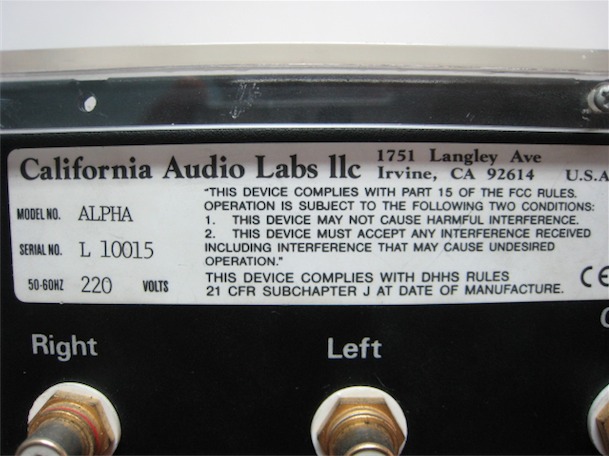 California Audio Labs llc
1751 Langley Ave
Irvine, CA 92614 U.S.A
MODEL NO. ALPHA
SERIAL NO. L 10015
50-60HZ 220 VOLTS
"THIS DEVICE COMPLIES WITH PART 15 OF THE FCC RULES.
OPERATION IS SUBJECT TO THE FOLLOWING TWO CONDITIONS:
1. THIS DEVICE MAY NOT CAUSE HARMFUL INTERFERENCE.
2. THIS DEVICE MUST ACCEPT ANY INTERFERENCE RECEIVED
INCLUDING INTERFERENCE THAT MAY CAUSE UNDESIRED
OPERATION."
THIS DEVICE COMPLIES WITH DHHS RULES
21 CFR SUBCHAPTER J AT DATE OF MANUFACTURE.
CE
Right
Left